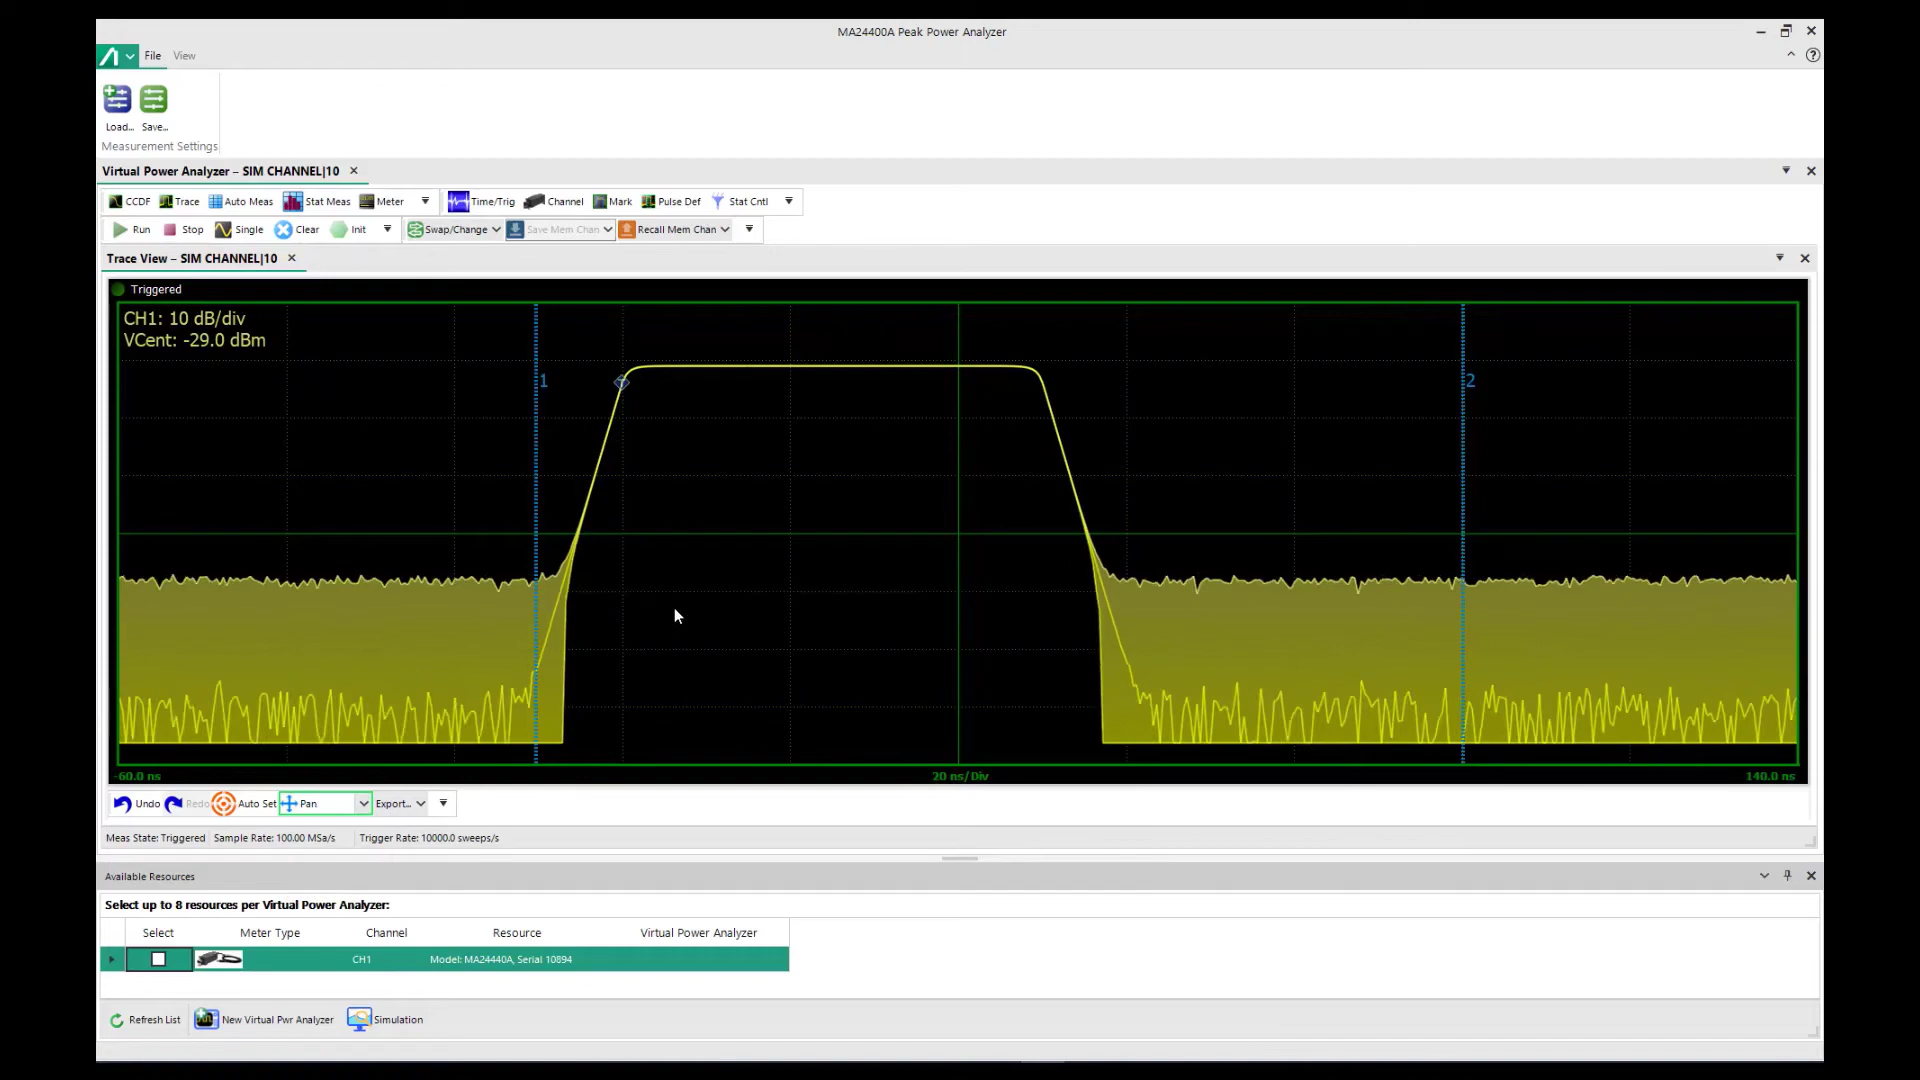 MA24400A Peak Power Analyzer
File View
Load... Save...
Measurement Settings
Virtual Power Analyzer – SIM CHANNEL|10
CCDF Trace Auto Meas Stat Meas Meter Time/Trig Channel Mark Pulse Def Stat Cntl
Run Stop Single Clear Init Swap/Change Save Mem Chan Recall Mem Chan
Trace View – SIM CHANNEL|10
Triggered
CH1: 10 dB/div
VCent: -29.0 dBm
1 2
-60.0 ns 20 ns/Div 140.0 ns
Undo Redo Auto Set Pan Export...
Meas State: Triggered Sample Rate: 100.00 MSa/s Trigger Rate: 10000.0 sweeps/s
Available Resources
Select up to 8 resources per Virtual Power Analyzer:
Select Meter Type Channel Resource Virtual Power Analyzer
CH1 Model: MA24440A, Serial 10894
Refresh List New Virtual Pwr Analyzer Simulation